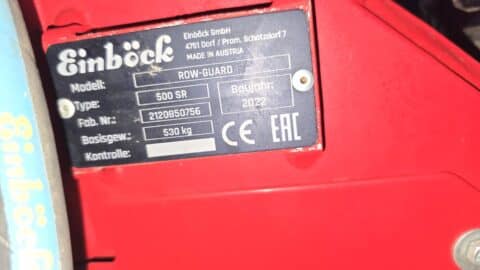 Einböck
Einböck GmbH
4751 Dorf / Pram, Schatzdorf 7
MADE IN AUSTRIA
Modell: ROW-GUARD
Type: 500 SR
Fab. Nr.: 2120850756
Baujahr: 2022
Basisgew.: 530 kg
Kontrolle:
CE EAC
Einböck